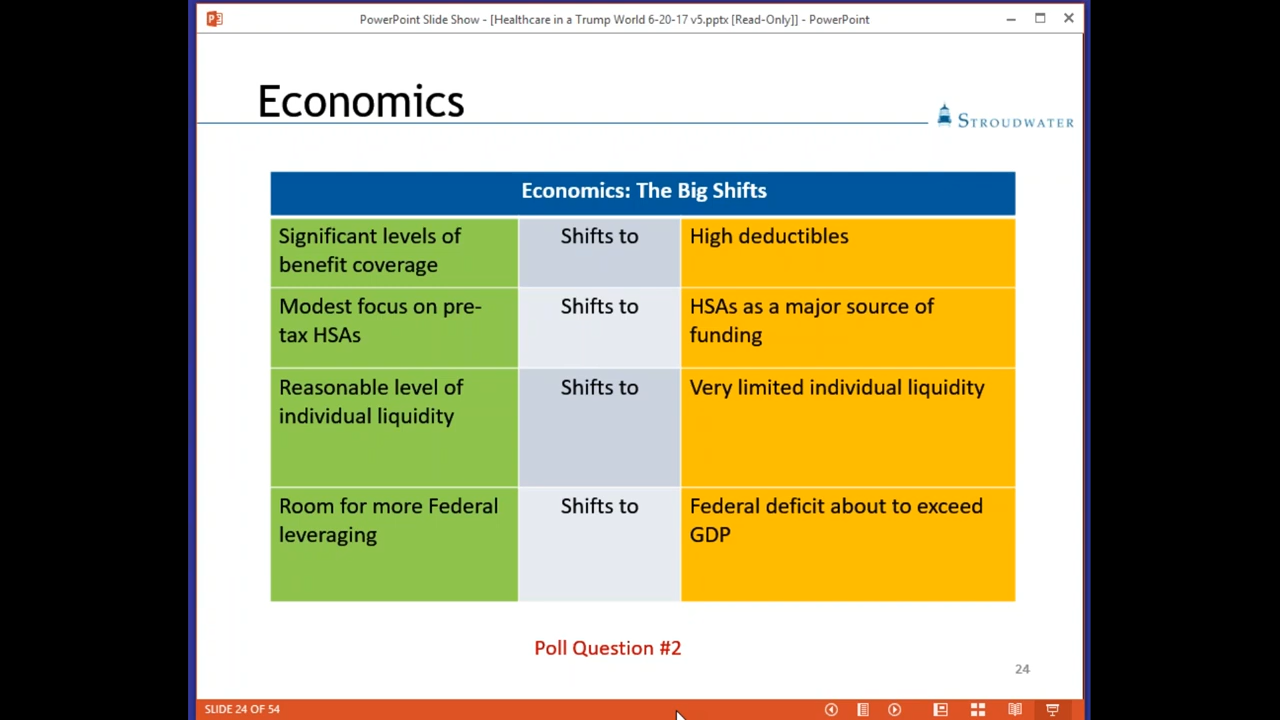 PowerPoint Slide Show - [Healthcare in a Trump World 6-20-17 v5.pptx [Read-Only]] - PowerPoint
Economics
STROUDWATER
Economics: The Big Shifts
Significant levels of
benefit coverage
Shifts to
High deductibles
Modest focus on pre-
tax HSAs
Shifts to
HSAs as a major source of
funding
Reasonable level of
individual liquidity
Shifts to
Very limited individual liquidity
Room for more Federal
leveraging
Shifts to
Federal deficit about to exceed
GDP
Poll Question #2
24
SLIDE 24 OF 54